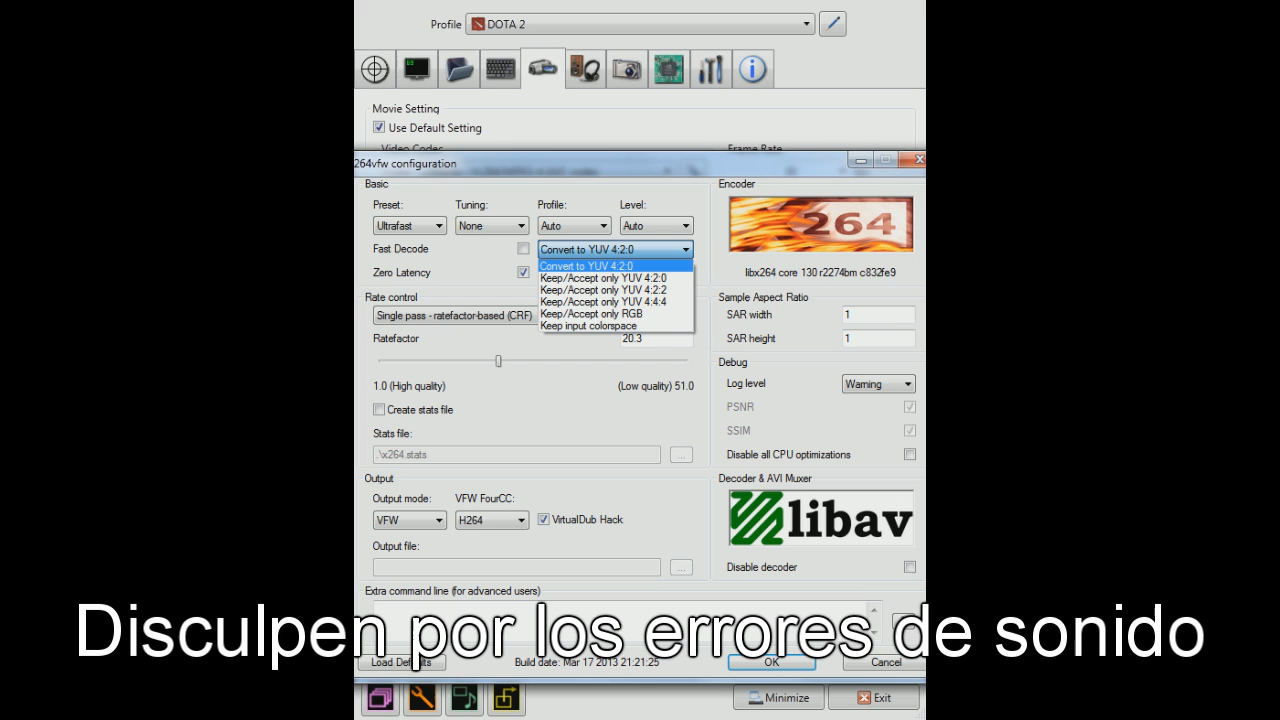 Profile DOTA 2
Movie Setting
Use Default Setting
Video Codec Frame Rate
264vfw configuration
Basic
Preset: Tuning: Profile: Level:
Ultrafast None Auto Auto
Fast Decode Convert to YUV 4:2:0
Zero Latency
Convert to YUV 4:2:0
Keep/Accept only YUV 4:2:0
Keep/Accept only YUV 4:2:2
Keep/Accept only YUV 4:4:4
Keep/Accept only RGB
Keep input colorspace
Rate control
Single pass - ratefactor-based (CRF)
Ratefactor 20.3
1.0 (High quality) (Low quality) 51.0
Create stats file
Stats file:
.\x264.stats ...
Output
Output mode: VFW FourCC:
VFW H264 VirtualDub Hack
Output file:
...
Encoder
264
libx264 core 130 r2274bm c832fe9
Sample Aspect Ratio
SAR width 1
SAR height 1
Debug
Log level Warning
PSNR
SSIM
Disable all CPU optimizations
Decoder & AVI Muxer
libav
Disable decoder
Extra command line (for advanced users)
Disculpen por los errores de sonido
Load Defaults Build date: Mar 17 2013 21:21:25 OK Cancel
Minimize Exit